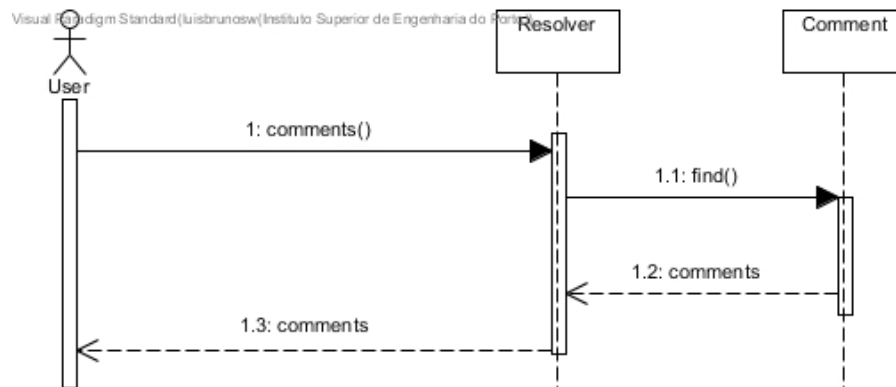 Visual Paradigm Standard(luisbrunosw(Instituto Superior de Engenharia do Porto))
User
Resolver
Comment
1: comments()
1.1: find()
1.2: comments
1.3: comments